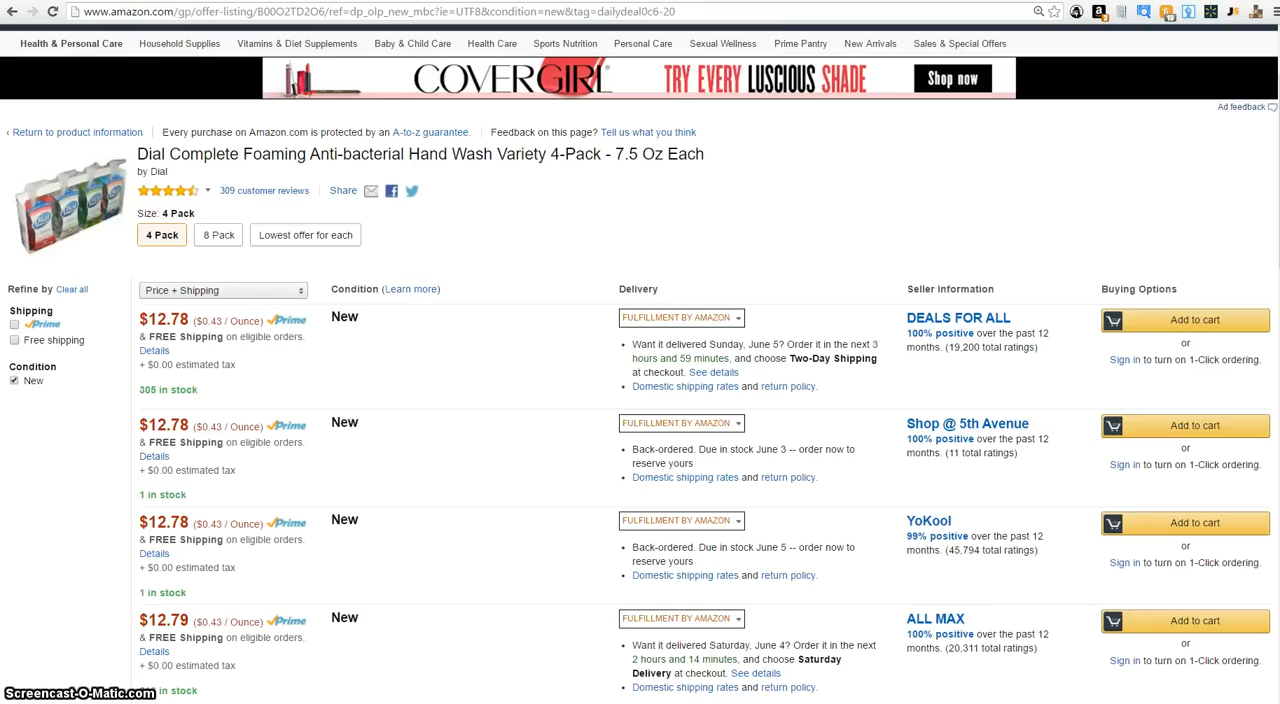 www.amazon.com/gp/offer-listing/B00O2TD2O6/ref=dp_olp_new_mbc?ie=UTF8&condition=new&tag=dailydeal0c6-20
Health & Personal Care Household Supplies Vitamins & Diet Supplements Baby & Child Care Health Care Sports Nutrition Personal Care Sexual Wellness Prime Pantry New Arrivals Sales & Special Offers
COVERGIRL TRY EVERY LUSCIOUS SHADE Shop now
Ad feedback
‹ Return to product information Every purchase on Amazon.com is protected by an A-to-z guarantee. Feedback on this page? Tell us what you think
Dial Complete Foaming Anti-bacterial Hand Wash Variety 4-Pack - 7.5 Oz Each
by Dial
309 customer reviews Share
Size: 4 Pack
4 Pack 8 Pack Lowest offer for each
Refine by Clear all
Shipping
Prime
Free shipping
Condition
New
Price + Shipping Condition (Learn more) Delivery Seller Information Buying Options
$12.78 ($0.43 / Ounce) Prime
& FREE Shipping on eligible orders.
Details
+ $0.00 estimated tax
305 in stock
New
FULFILLMENT BY AMAZON
• Want it delivered Sunday, June 5? Order it in the next 3
hours and 59 minutes, and choose Two-Day Shipping
at checkout. See details
• Domestic shipping rates and return policy.
DEALS FOR ALL
100% positive over the past 12
months. (19,200 total ratings)
Add to cart
or
Sign in to turn on 1-Click ordering.
$12.78 ($0.43 / Ounce) Prime
& FREE Shipping on eligible orders.
Details
+ $0.00 estimated tax
1 in stock
New
FULFILLMENT BY AMAZON
• Back-ordered. Due in stock June 3 -- order now to
reserve yours
• Domestic shipping rates and return policy.
Shop @ 5th Avenue
100% positive over the past 12
months. (11 total ratings)
Add to cart
or
Sign in to turn on 1-Click ordering.
$12.78 ($0.43 / Ounce) Prime
& FREE Shipping on eligible orders.
Details
+ $0.00 estimated tax
1 in stock
New
FULFILLMENT BY AMAZON
• Back-ordered. Due in stock June 5 -- order now to
reserve yours
• Domestic shipping rates and return policy.
YoKool
99% positive over the past 12
months. (45,794 total ratings)
Add to cart
or
Sign in to turn on 1-Click ordering.
$12.79 ($0.43 / Ounce) Prime
& FREE Shipping on eligible orders.
Details
+ $0.00 estimated tax
in stock
New
FULFILLMENT BY AMAZON
• Want it delivered Saturday, June 4? Order it in the next
2 hours and 14 minutes, and choose Saturday
Delivery at checkout. See details
• Domestic shipping rates and return policy.
ALL MAX
100% positive over the past 12
months. (20,311 total ratings)
Add to cart
or
Sign in to turn on 1-Click ordering.
Screencast-O-Matic.com